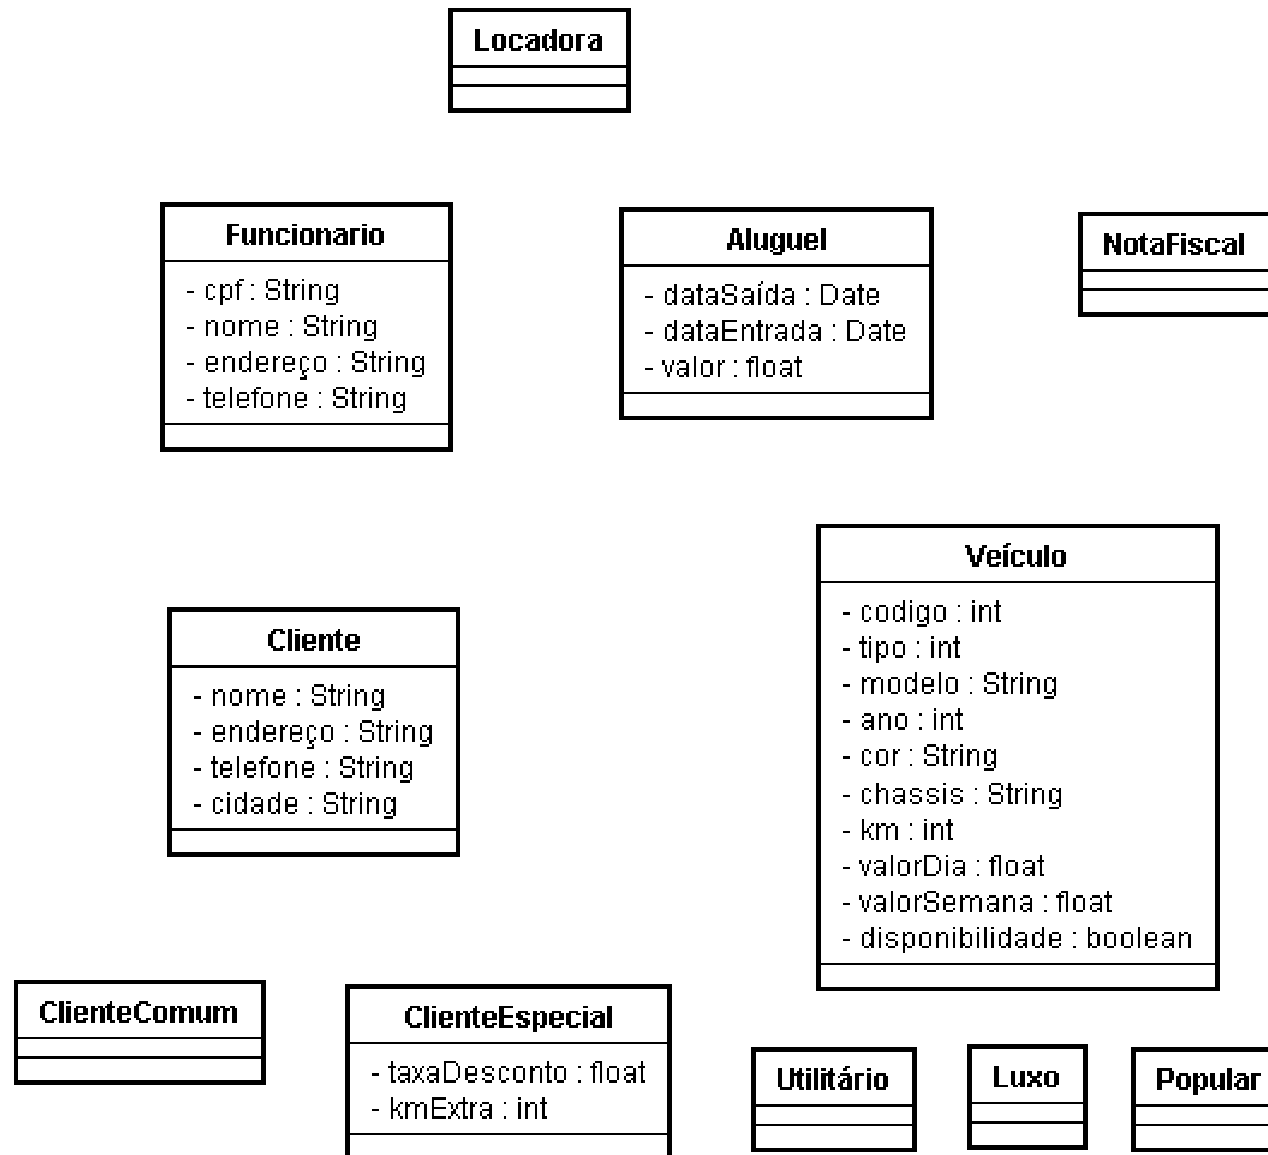 Locadora
Funcionario
- cpf : String
- nome : String
- endereço : String
- telefone : String
Aluguel
- dataSaída : Date
- dataEntrada : Date
- valor : float
NotaFiscal
Cliente
- nome : String
- endereço : String
- telefone : String
- cidade : String
Veículo
- codigo : int
- tipo : int
- modelo : String
- ano : int
- cor : String
- chassis : String
- km : int
- valorDia : float
- valorSemana : float
- disponibilidade : boolean
ClienteComum
ClienteEspecial
- taxaDesconto : float
- kmExtra : int
Utilitário
Luxo
Popular